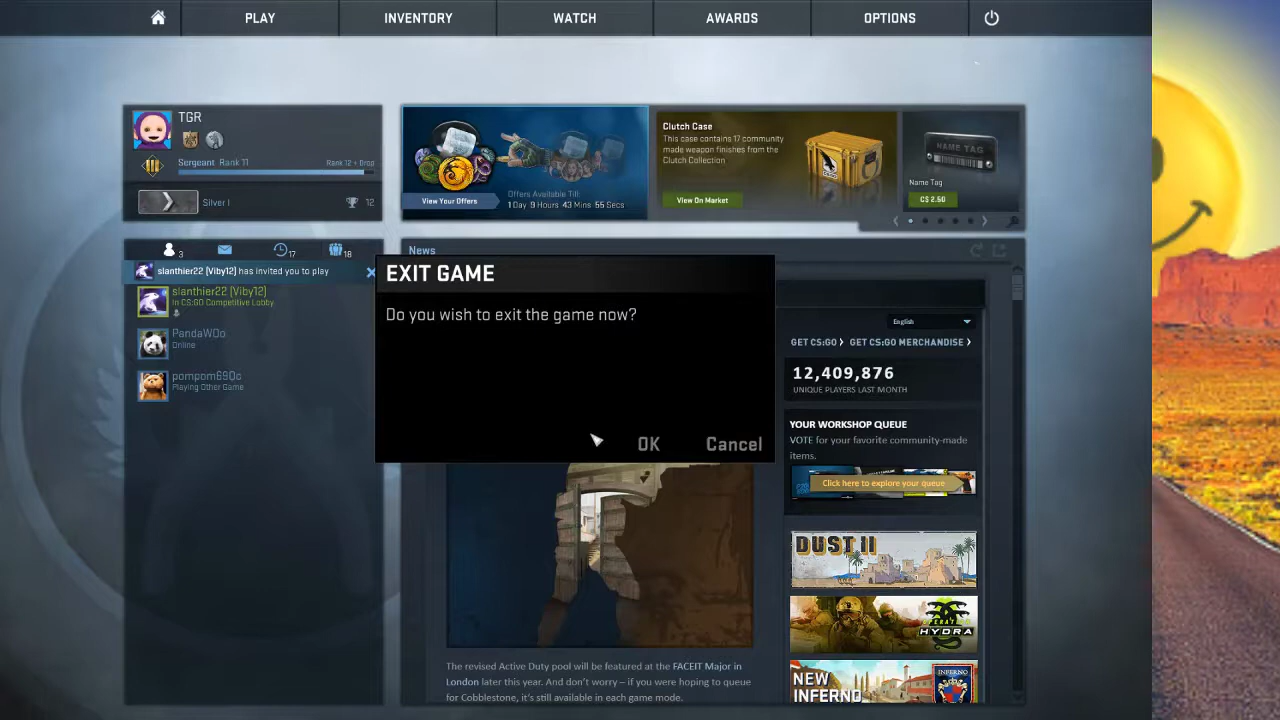 PLAY
INVENTORY
WATCH
AWARDS
OPTIONS
TGR
Sergeant Rank 11
Rank 12 + Drop
Silver I
12
View Your Offers
Offers Available Till:
1 Day 9 Hours 43 Mins 55 Secs
Clutch Case
This case contains 17 community
made weapon finishes from the
Clutch Collection
View On Market
NAME TAG
Name Tag
C$ 2.50
3
17
18
slanthier22 [Viby12] has invited you to play
slanthier22 [Viby12]
In CS:GO Competitive Lobby
PandaWOo
Online
pompom69Oo
Playing Other Game
News
EXIT GAME
Do you wish to exit the game now?
OK
Cancel
English
GET CS:GO
GET CS:GO MERCHANDISE
12,409,876
UNIQUE PLAYERS LAST MONTH
YOUR WORKSHOP QUEUE
VOTE for your favorite community-made
items.
Click here to explore your queue
DUST II
OPERATION
HYDRA
NEW
INFERNO
INFERNO
The revised Active Duty pool will be featured at the FACEIT Major in
London later this year. And don't worry – if you were hoping to queue
for Cobblestone, it's still available in each game mode.